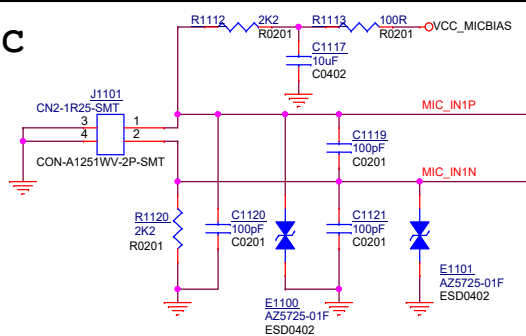 C
R1112
2K2
R0201
R1113
100R
R0201
VCC_MICBIAS
C1117
10uF
C0402
J1101
CN2-1R25-SMT
3
4
1
2
CON-A1251WV-2P-SMT
MIC_IN1P
C1119
100pF
C0201
MIC_IN1N
R1120
2K2
R0201
C1120
100pF
C0201
C1121
100pF
C0201
E1100
AZ5725-01F
ESD0402
E1101
AZ5725-01F
ESD0402